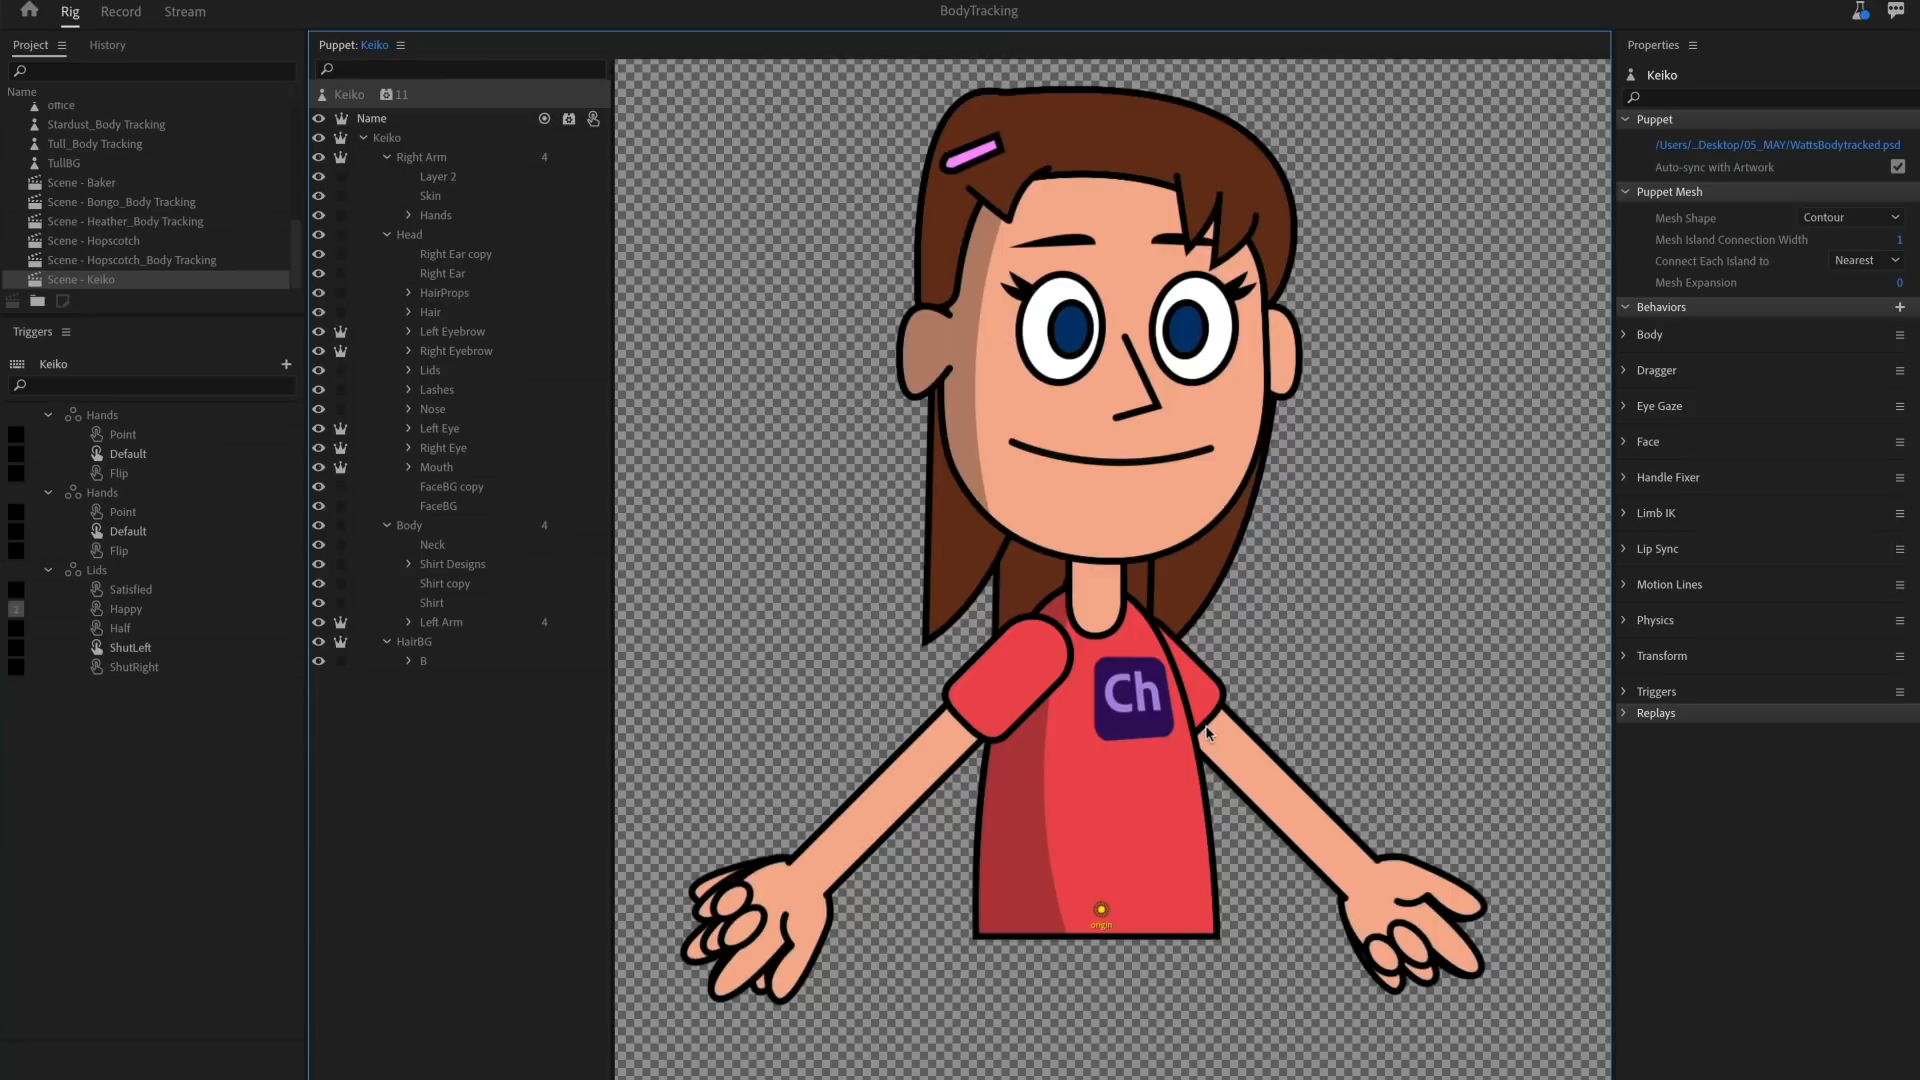 Rig Record Stream BodyTracking
Project History
Name
office
Stardust_Body Tracking
Tull_Body Tracking
TullBG
Scene - Baker
Scene - Bongo_Body Tracking
Scene - Heather_Body Tracking
Scene - Hopscotch
Scene - Hopscotch_Body Tracking
Scene - Keiko
Triggers
Keiko
Hands
Point
Default
Flip
Hands
Point
Default
Flip
Lids
Satisfied
2 Happy
Half
ShutLeft
ShutRight
Puppet: Keiko
Keiko 11
Name
Keiko
Right Arm 4
Layer 2
Skin
Hands
Head
Right Ear copy
Right Ear
HairProps
Hair
Left Eyebrow
Right Eyebrow
Lids
Lashes
Nose
Left Eye
Right Eye
Mouth
FaceBG copy
FaceBG
Body 4
Neck
Shirt Designs
Shirt copy
Shirt
Left Arm 4
HairBG
B
Ch
origin
Properties
Keiko
Puppet
/Users/...Desktop/05_MAY/WattsBodytracked.psd
Auto-sync with Artwork
Puppet Mesh
Mesh Shape Contour
Mesh Island Connection Width 1
Connect Each Island to Nearest
Mesh Expansion 0
Behaviors
Body
Dragger
Eye Gaze
Face
Handle Fixer
Limb IK
Lip Sync
Motion Lines
Physics
Transform
Triggers
Replays